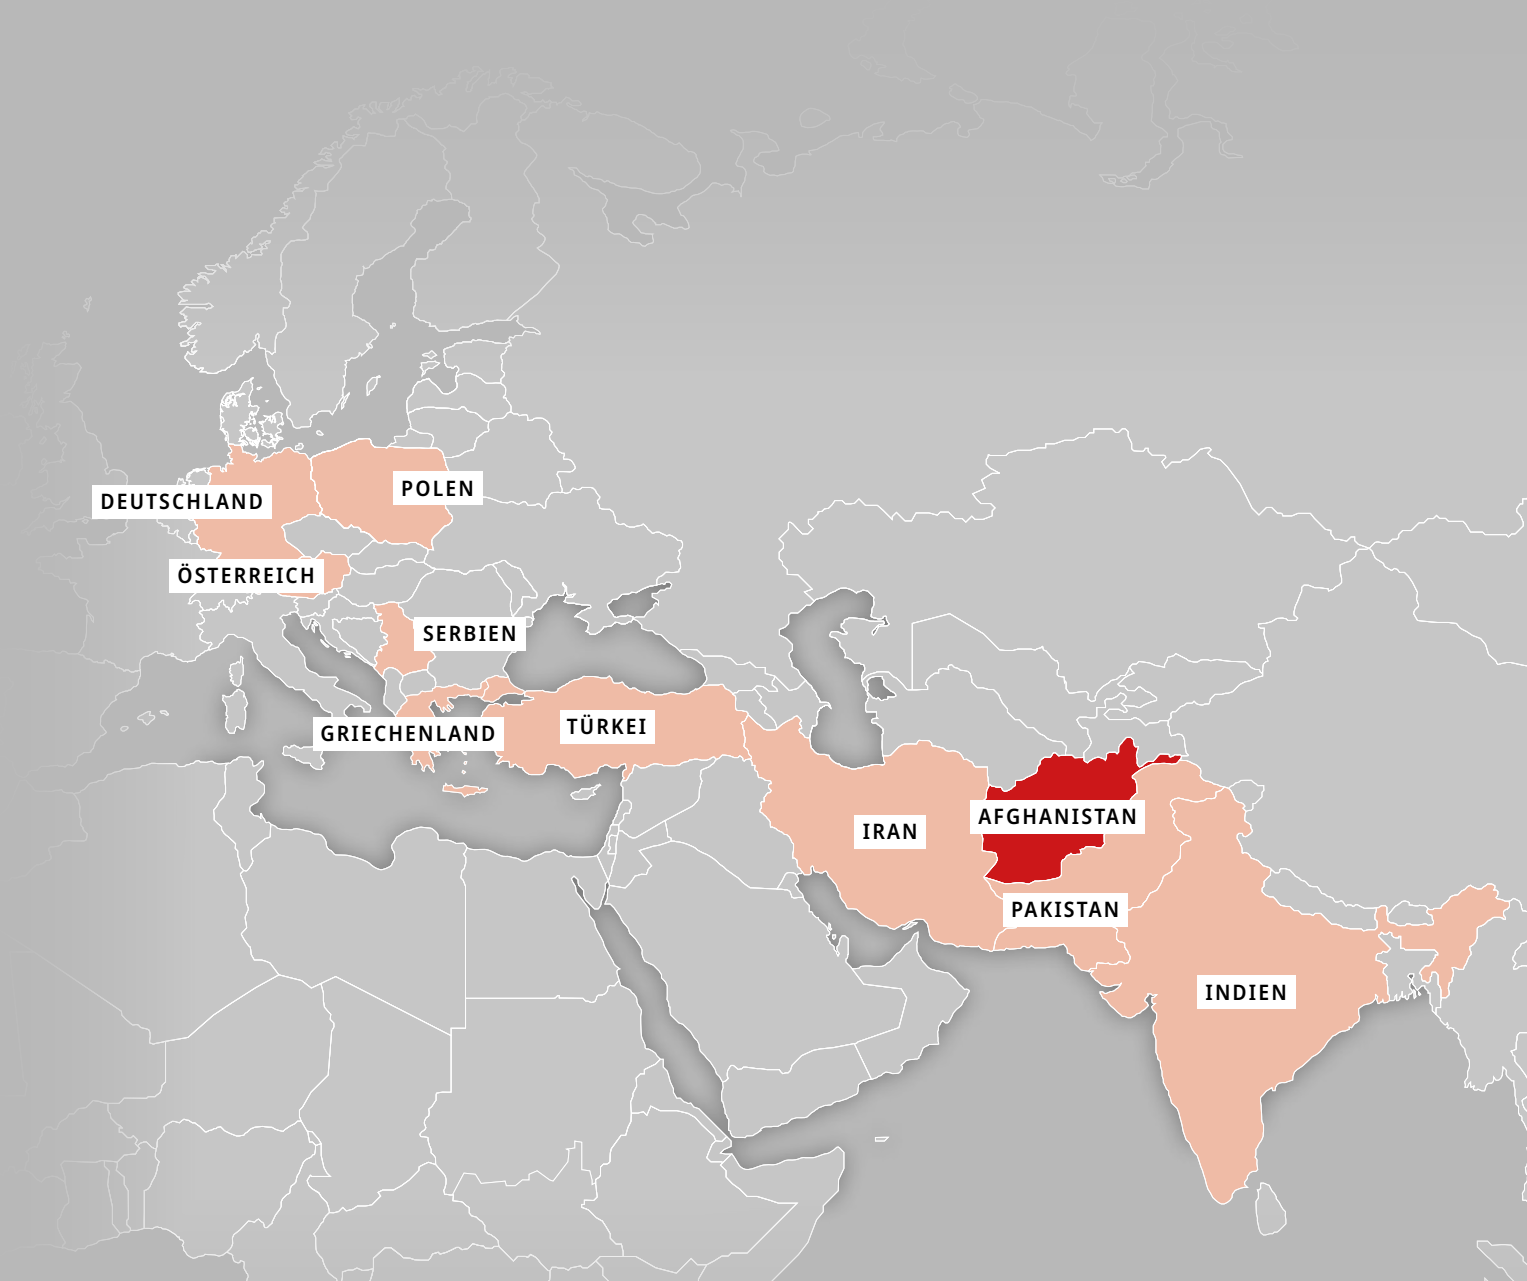 POLEN
DEUTSCHLAND
ÖSTERREICH
SERBIEN
GRIECHENLAND
TÜRKEI
IRAN
AFGHANISTAN
PAKISTAN
INDIEN